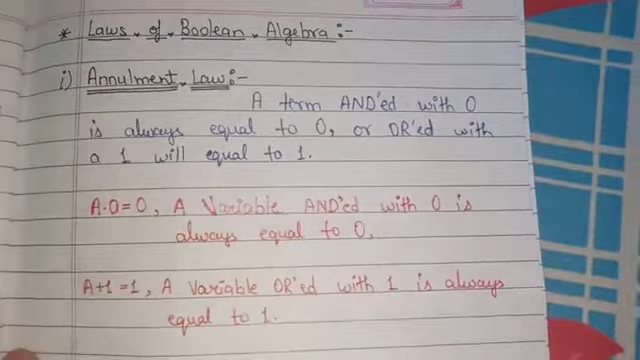 * Laws of Boolean Algebra :-
i) Annulment Law :-
A term AND'ed with 0
is always equal to 0, or OR'ed with
a 1 will equal to 1.
A·0=0, A Variable AND'ed with 0 is
always equal to 0,
A+1=1, A Variable OR'ed with 1 is always
equal to 1.